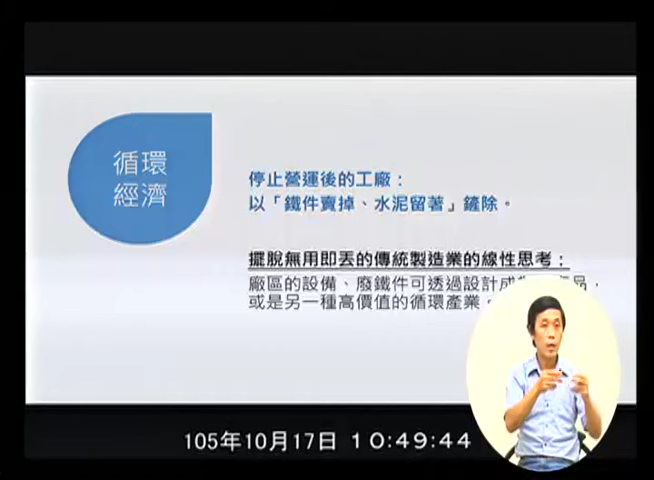 循環
經濟
停止營運後的工廠：
以「鐵件賣掉、水泥留著」鏟除。
擺脫無用即丟的傳統製造業的線性思考：
廠區的設備、廢鐵件可透過設計成
或是另一種高價值的循環產業。
105年10月17日 10:49:44